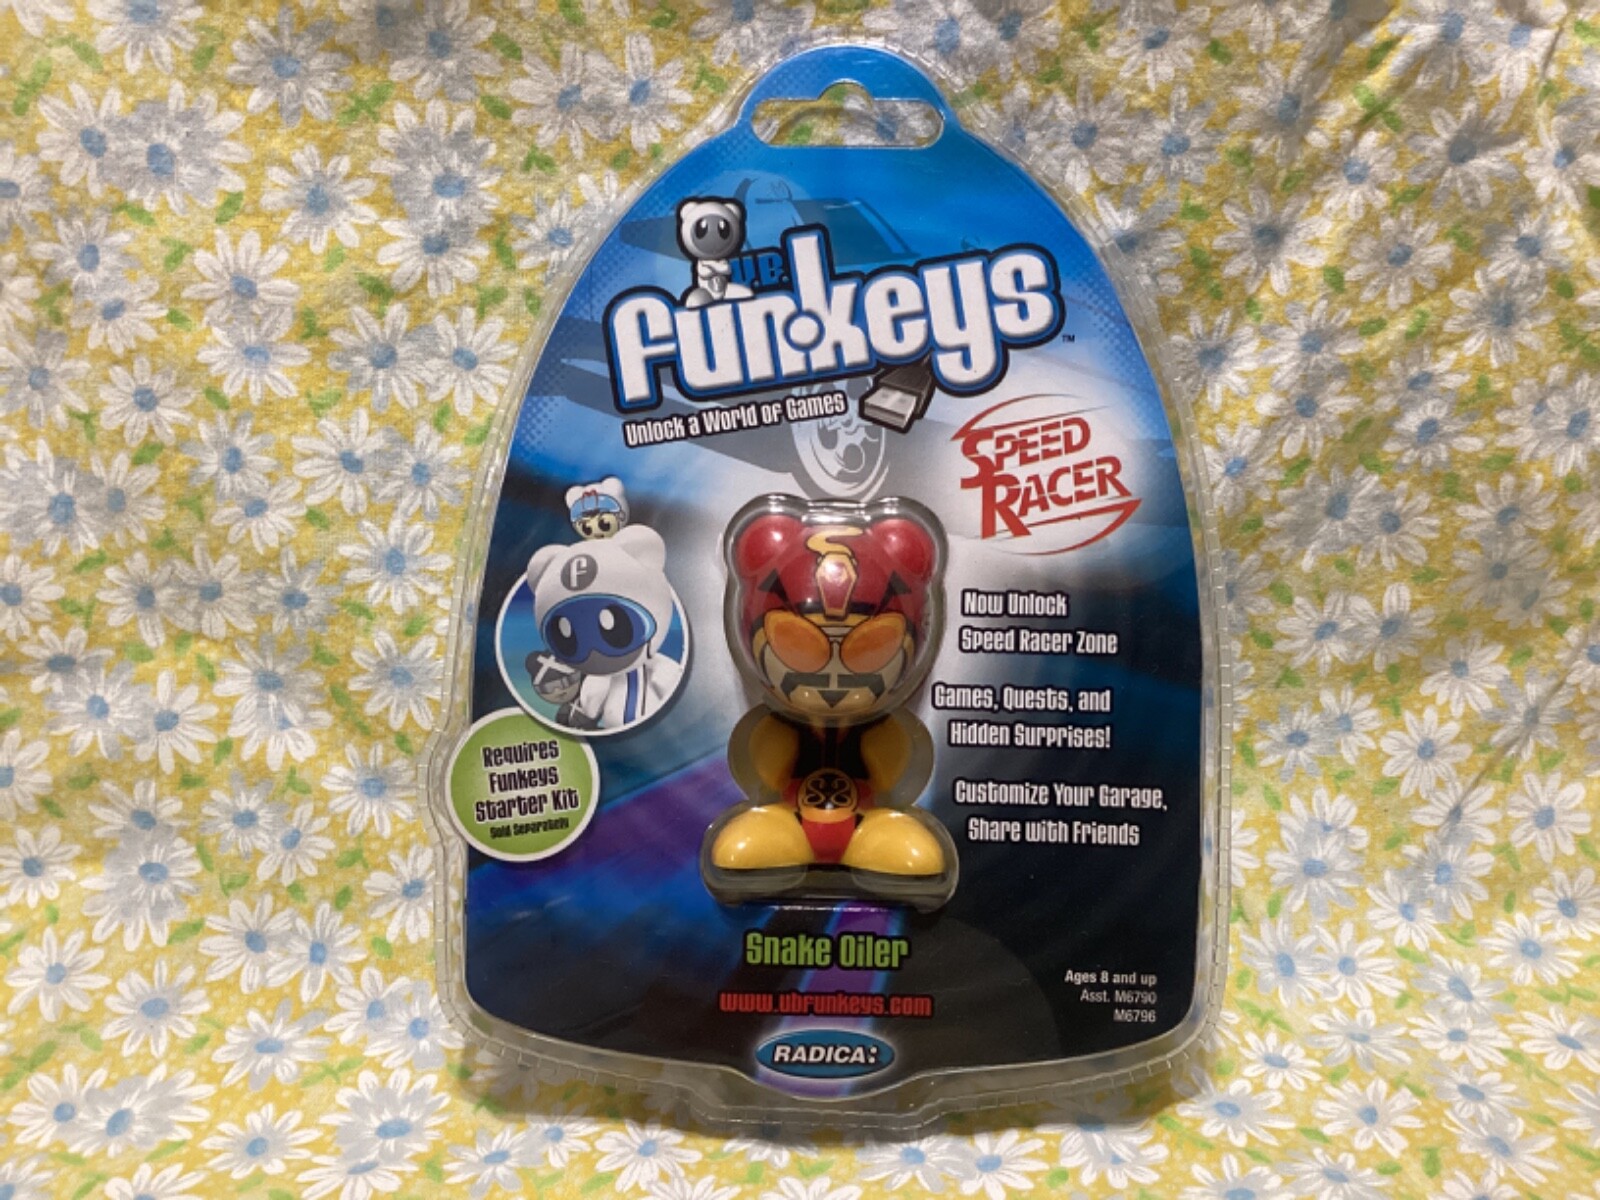 U.B.
funkeys™
Unlock a World of Games
SPEED
RACER
f
Now Unlock
Speed Racer Zone
Games, Quests, and
Hidden Surprises!
Customize Your Garage,
Share with Friends
Requires
Funkeys
Starter Kit
Sold Separately
Snake Oiler
www.ubfunkeys.com
RADICA:
Ages 8 and up
Asst. M6790
M6796